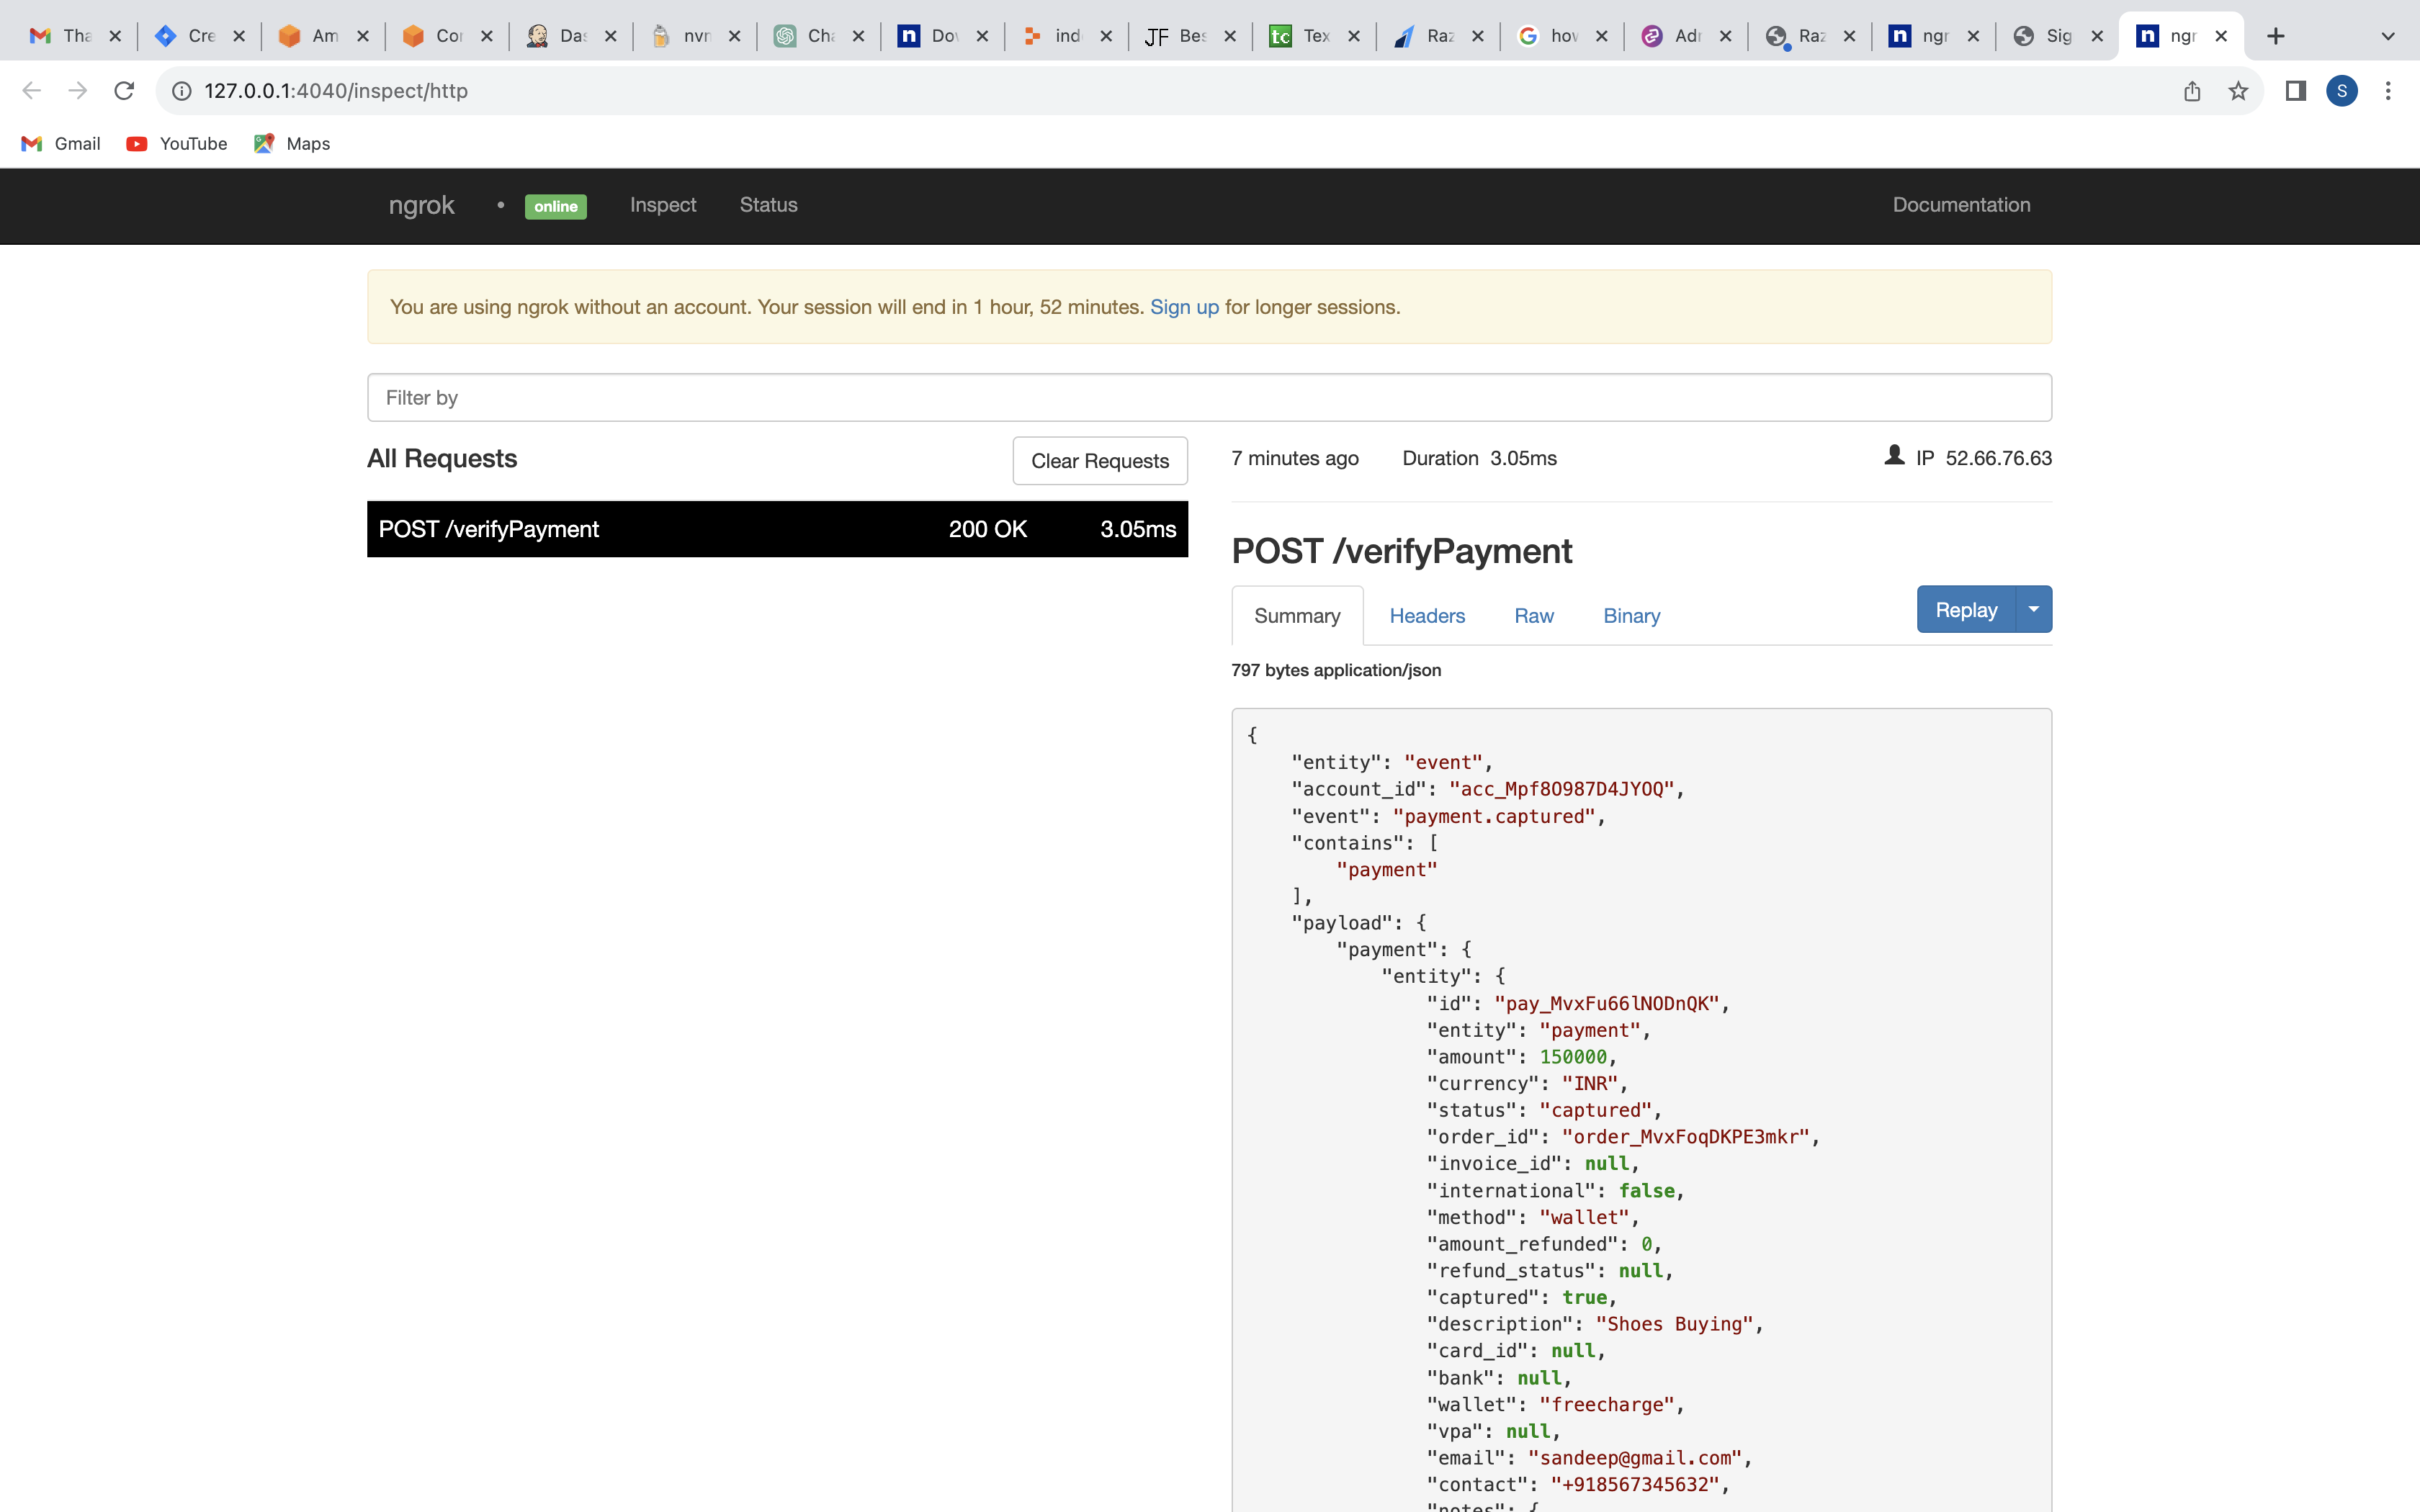 Tha Cre Am Cor Das nvn Cha Dov ind Bes Tex Raz hov Adr Raz ngr Sig ngr
127.0.0.1:4040/inspect/http S
Gmail YouTube Maps
ngrok • online Inspect Status Documentation
You are using ngrok without an account. Your session will end in 1 hour, 52 minutes. Sign up for longer sessions.
Filter by
All Requests Clear Requests
POST /verifyPayment 200 OK 3.05ms
7 minutes ago Duration 3.05ms IP 52.66.76.63
POST /verifyPayment
Summary Headers Raw Binary Replay
797 bytes application/json
{
"entity": "event",
"account_id": "acc_Mpf8O987D4JYOQ",
"event": "payment.captured",
"contains": [
"payment"
],
"payload": {
"payment": {
"entity": {
"id": "pay_MvxFu66lNODnQK",
"entity": "payment",
"amount": 150000,
"currency": "INR",
"status": "captured",
"order_id": "order_MvxFoqDKPE3mkr",
"invoice_id": null,
"international": false,
"method": "wallet",
"amount_refunded": 0,
"refund_status": null,
"captured": true,
"description": "Shoes Buying",
"card_id": null,
"bank": null,
"wallet": "freecharge",
"vpa": null,
"email": "sandeep@gmail.com",
"contact": "+918567345632",
"notes": {